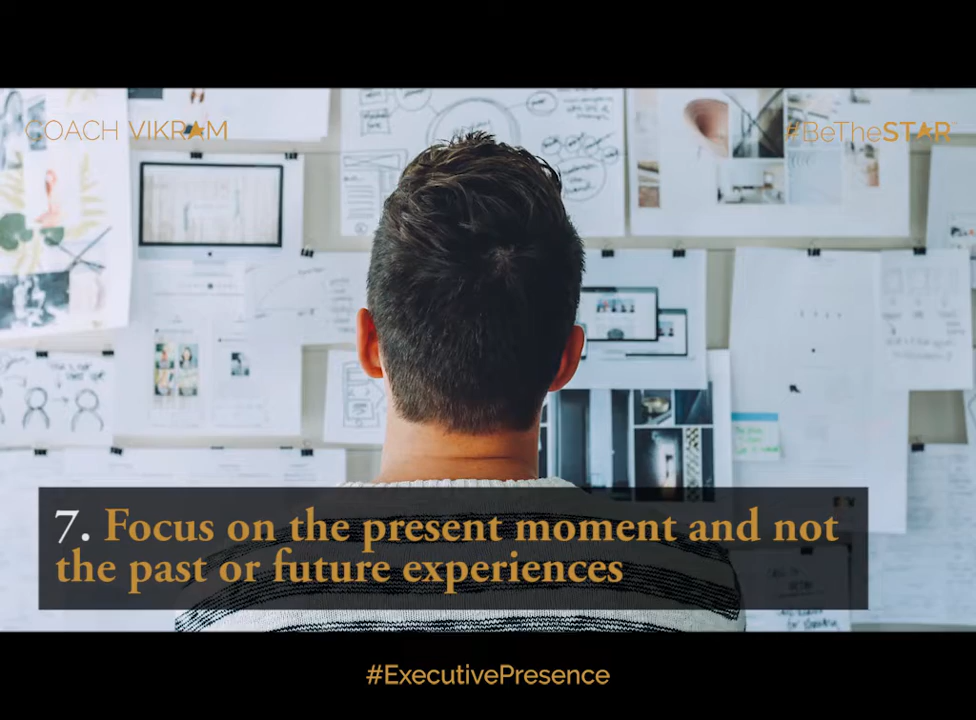 COACH VIKRAM
#BeTheSTAR
7. Focus on the present moment and not
the past or future experiences
#ExecutivePresence